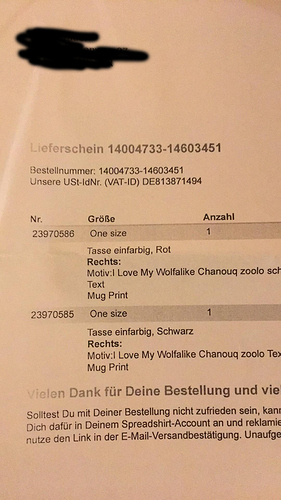 Lieferschein 14004733-14603451
Bestellnummer: 14004733-14603451
Unsere USt-IdNr. (VAT-ID) DE813871494
Nr. Größe Anzahl
23970586 One size 1
Tasse einfarbig, Rot
Rechts:
Motiv:I Love My Wolfalike Chanouq zoolo sch
Text
Mug Print
23970585 One size 1
Tasse einfarbig, Schwarz
Rechts:
Motiv:I Love My Wolfalike Chanouq zoolo Tex
Mug Print
Vielen Dank für Deine Bestellung und vie
Solltest Du mit Deiner Bestellung nicht zufrieden sein, kann
Dich dafür in Deinem Spreadshirt-Account an und reklamie
nutze den Link in der E-Mail-Versandbestätigung. Unaufge